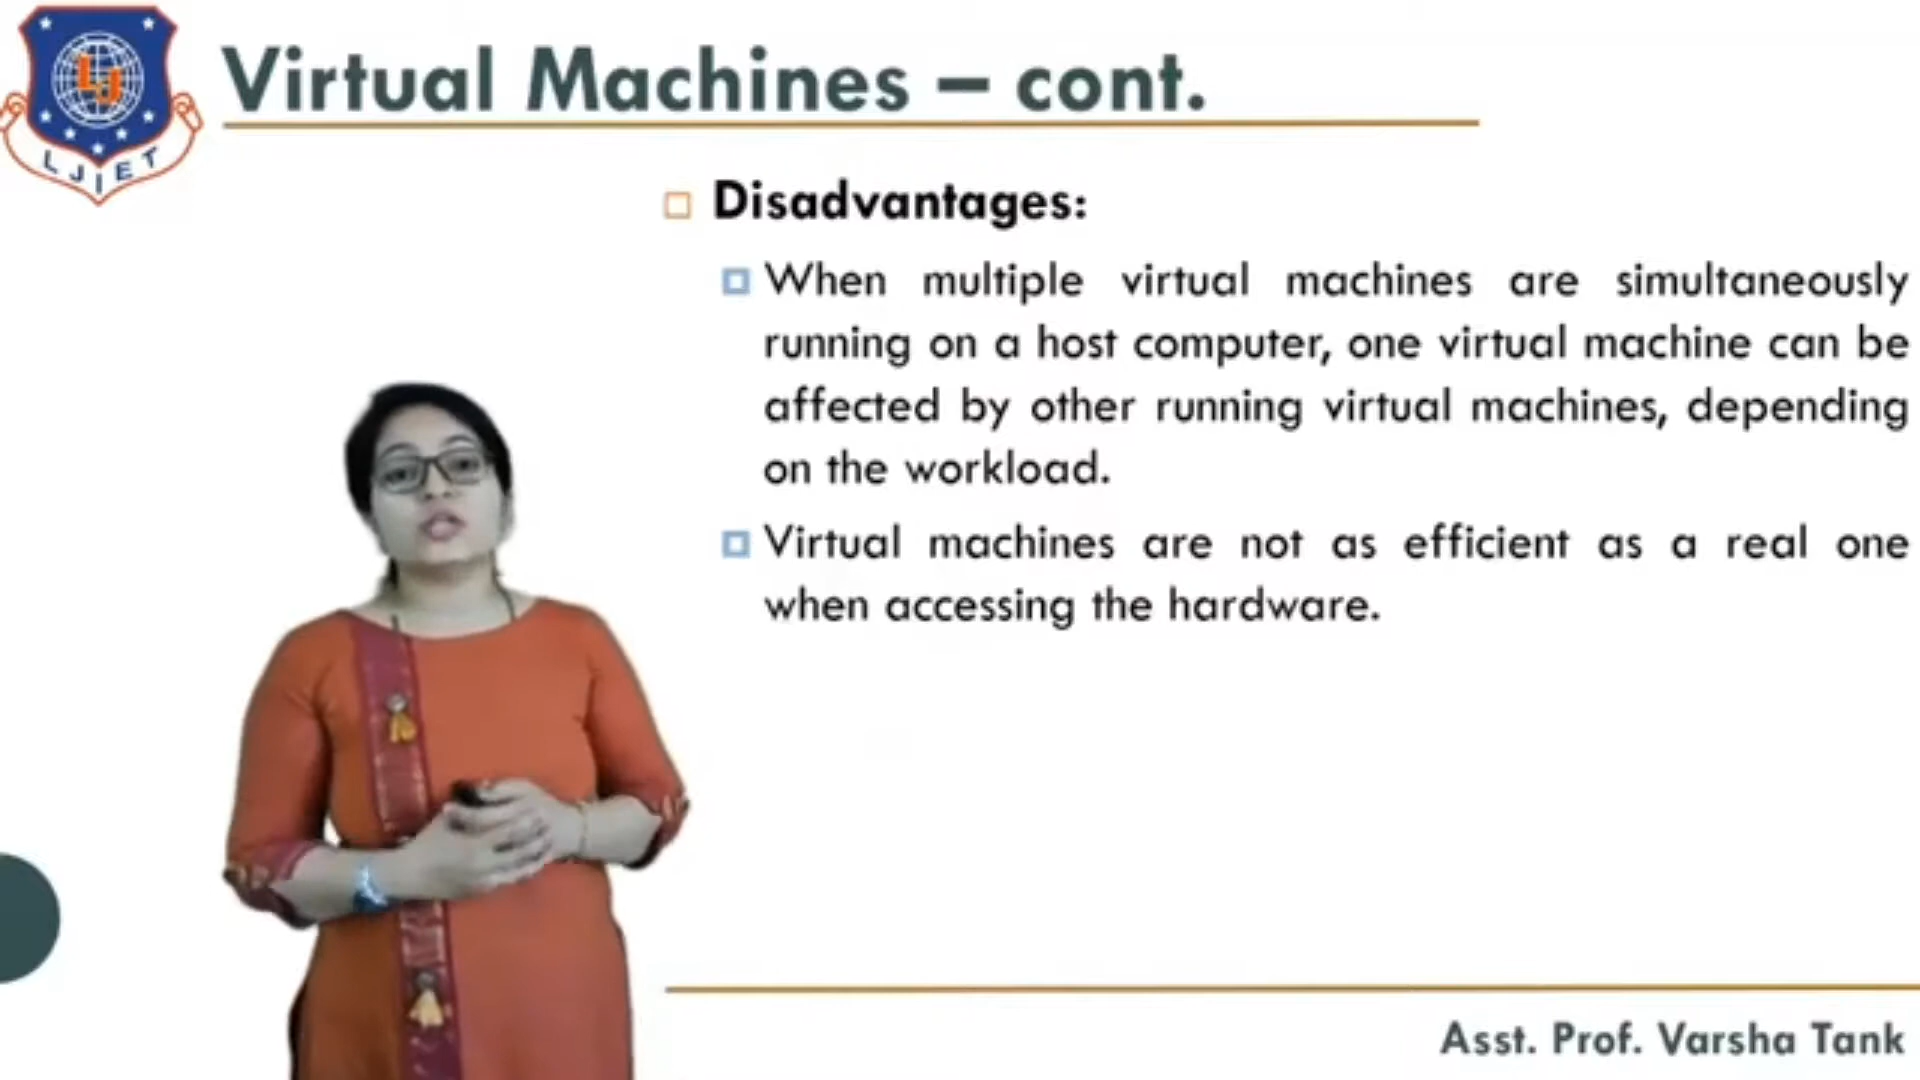 LJIET
Virtual Machines – cont.
Disadvantages:
When multiple virtual machines are simultaneously
running on a host computer, one virtual machine can be
affected by other running virtual machines, depending
on the workload.
Virtual machines are not as efficient as a real one
when accessing the hardware.
Asst. Prof. Varsha Tank